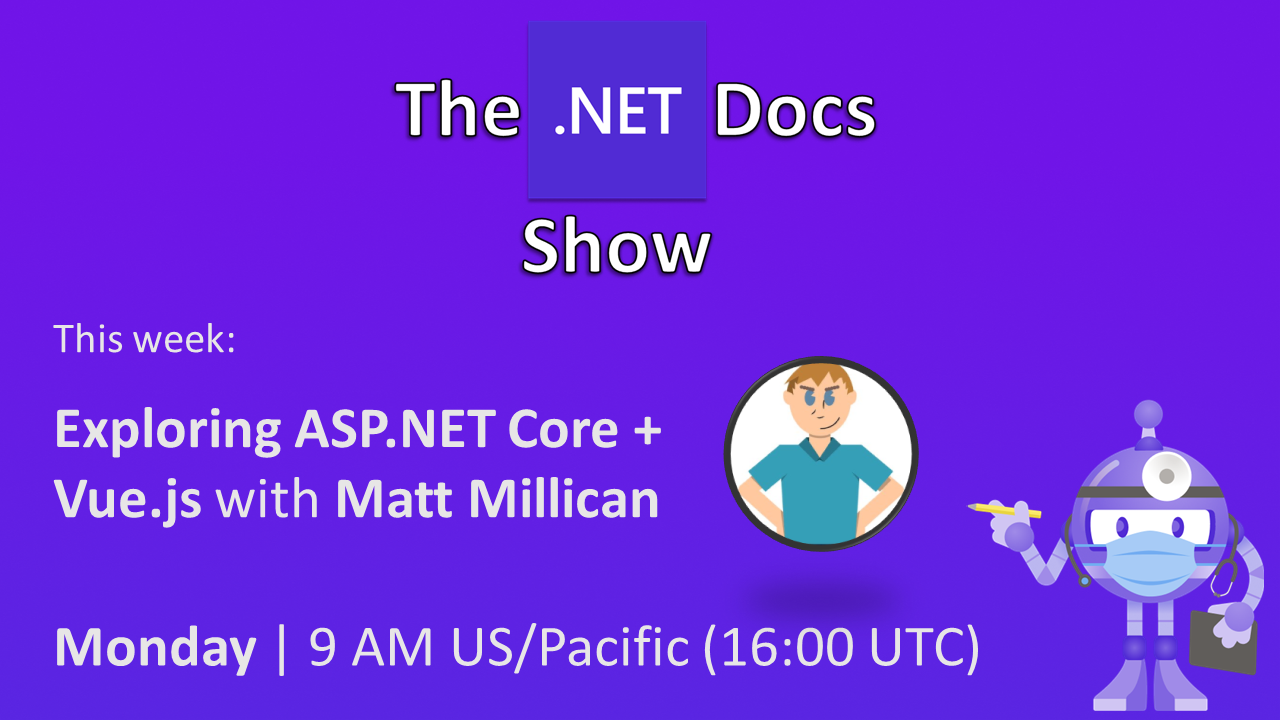 The .NET Docs
Show
This week:
Exploring ASP.NET Core +
Vue.js with Matt Millican
Monday | 9 AM US/Pacific (16:00 UTC)